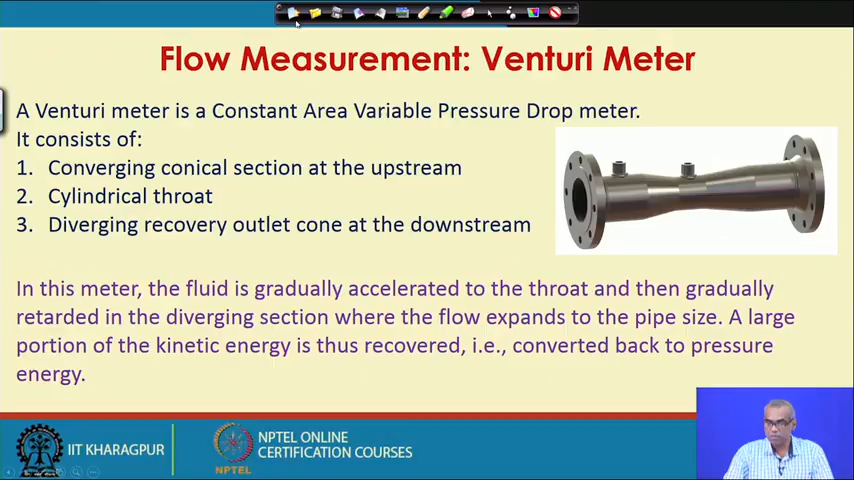 Flow Measurement: Venturi Meter
A Venturi meter is a Constant Area Variable Pressure Drop meter.
It consists of:
1. Converging conical section at the upstream
2. Cylindrical throat
3. Diverging recovery outlet cone at the downstream
In this meter, the fluid is gradually accelerated to the throat and then gradually
retarded in the diverging section where the flow expands to the pipe size. A large
portion of the kinetic energy is thus recovered, i.e., converted back to pressure
energy.
IIT KHARAGPUR
NPTEL
NPTEL ONLINE
CERTIFICATION COURSES